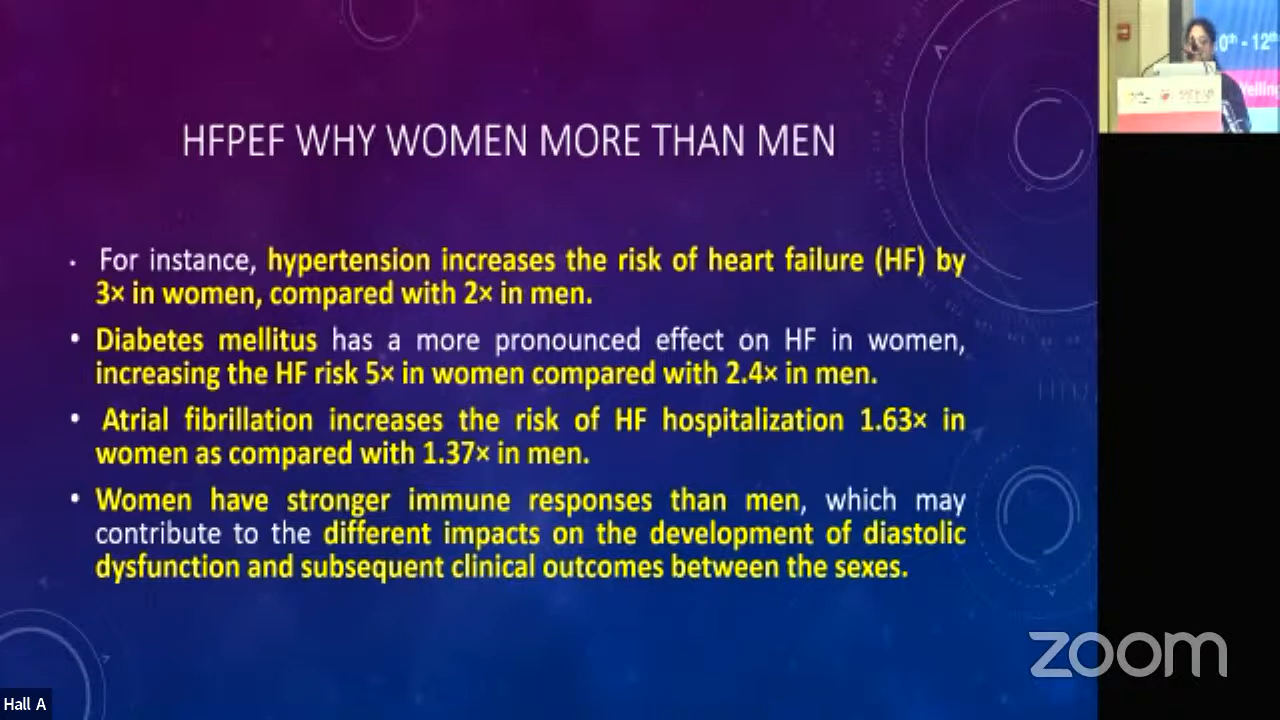 HFPEF WHY WOMEN MORE THAN MEN
• For instance, hypertension increases the risk of heart failure (HF) by
3× in women, compared with 2× in men.
• Diabetes mellitus has a more pronounced effect on HF in women,
increasing the HF risk 5× in women compared with 2.4× in men.
• Atrial fibrillation increases the risk of HF hospitalization 1.63× in
women as compared with 1.37× in men.
• Women have stronger immune responses than men, which may
contribute to the different impacts on the development of diastolic
dysfunction and subsequent clinical outcomes between the sexes.
0th - 12th
zoom
Hall A